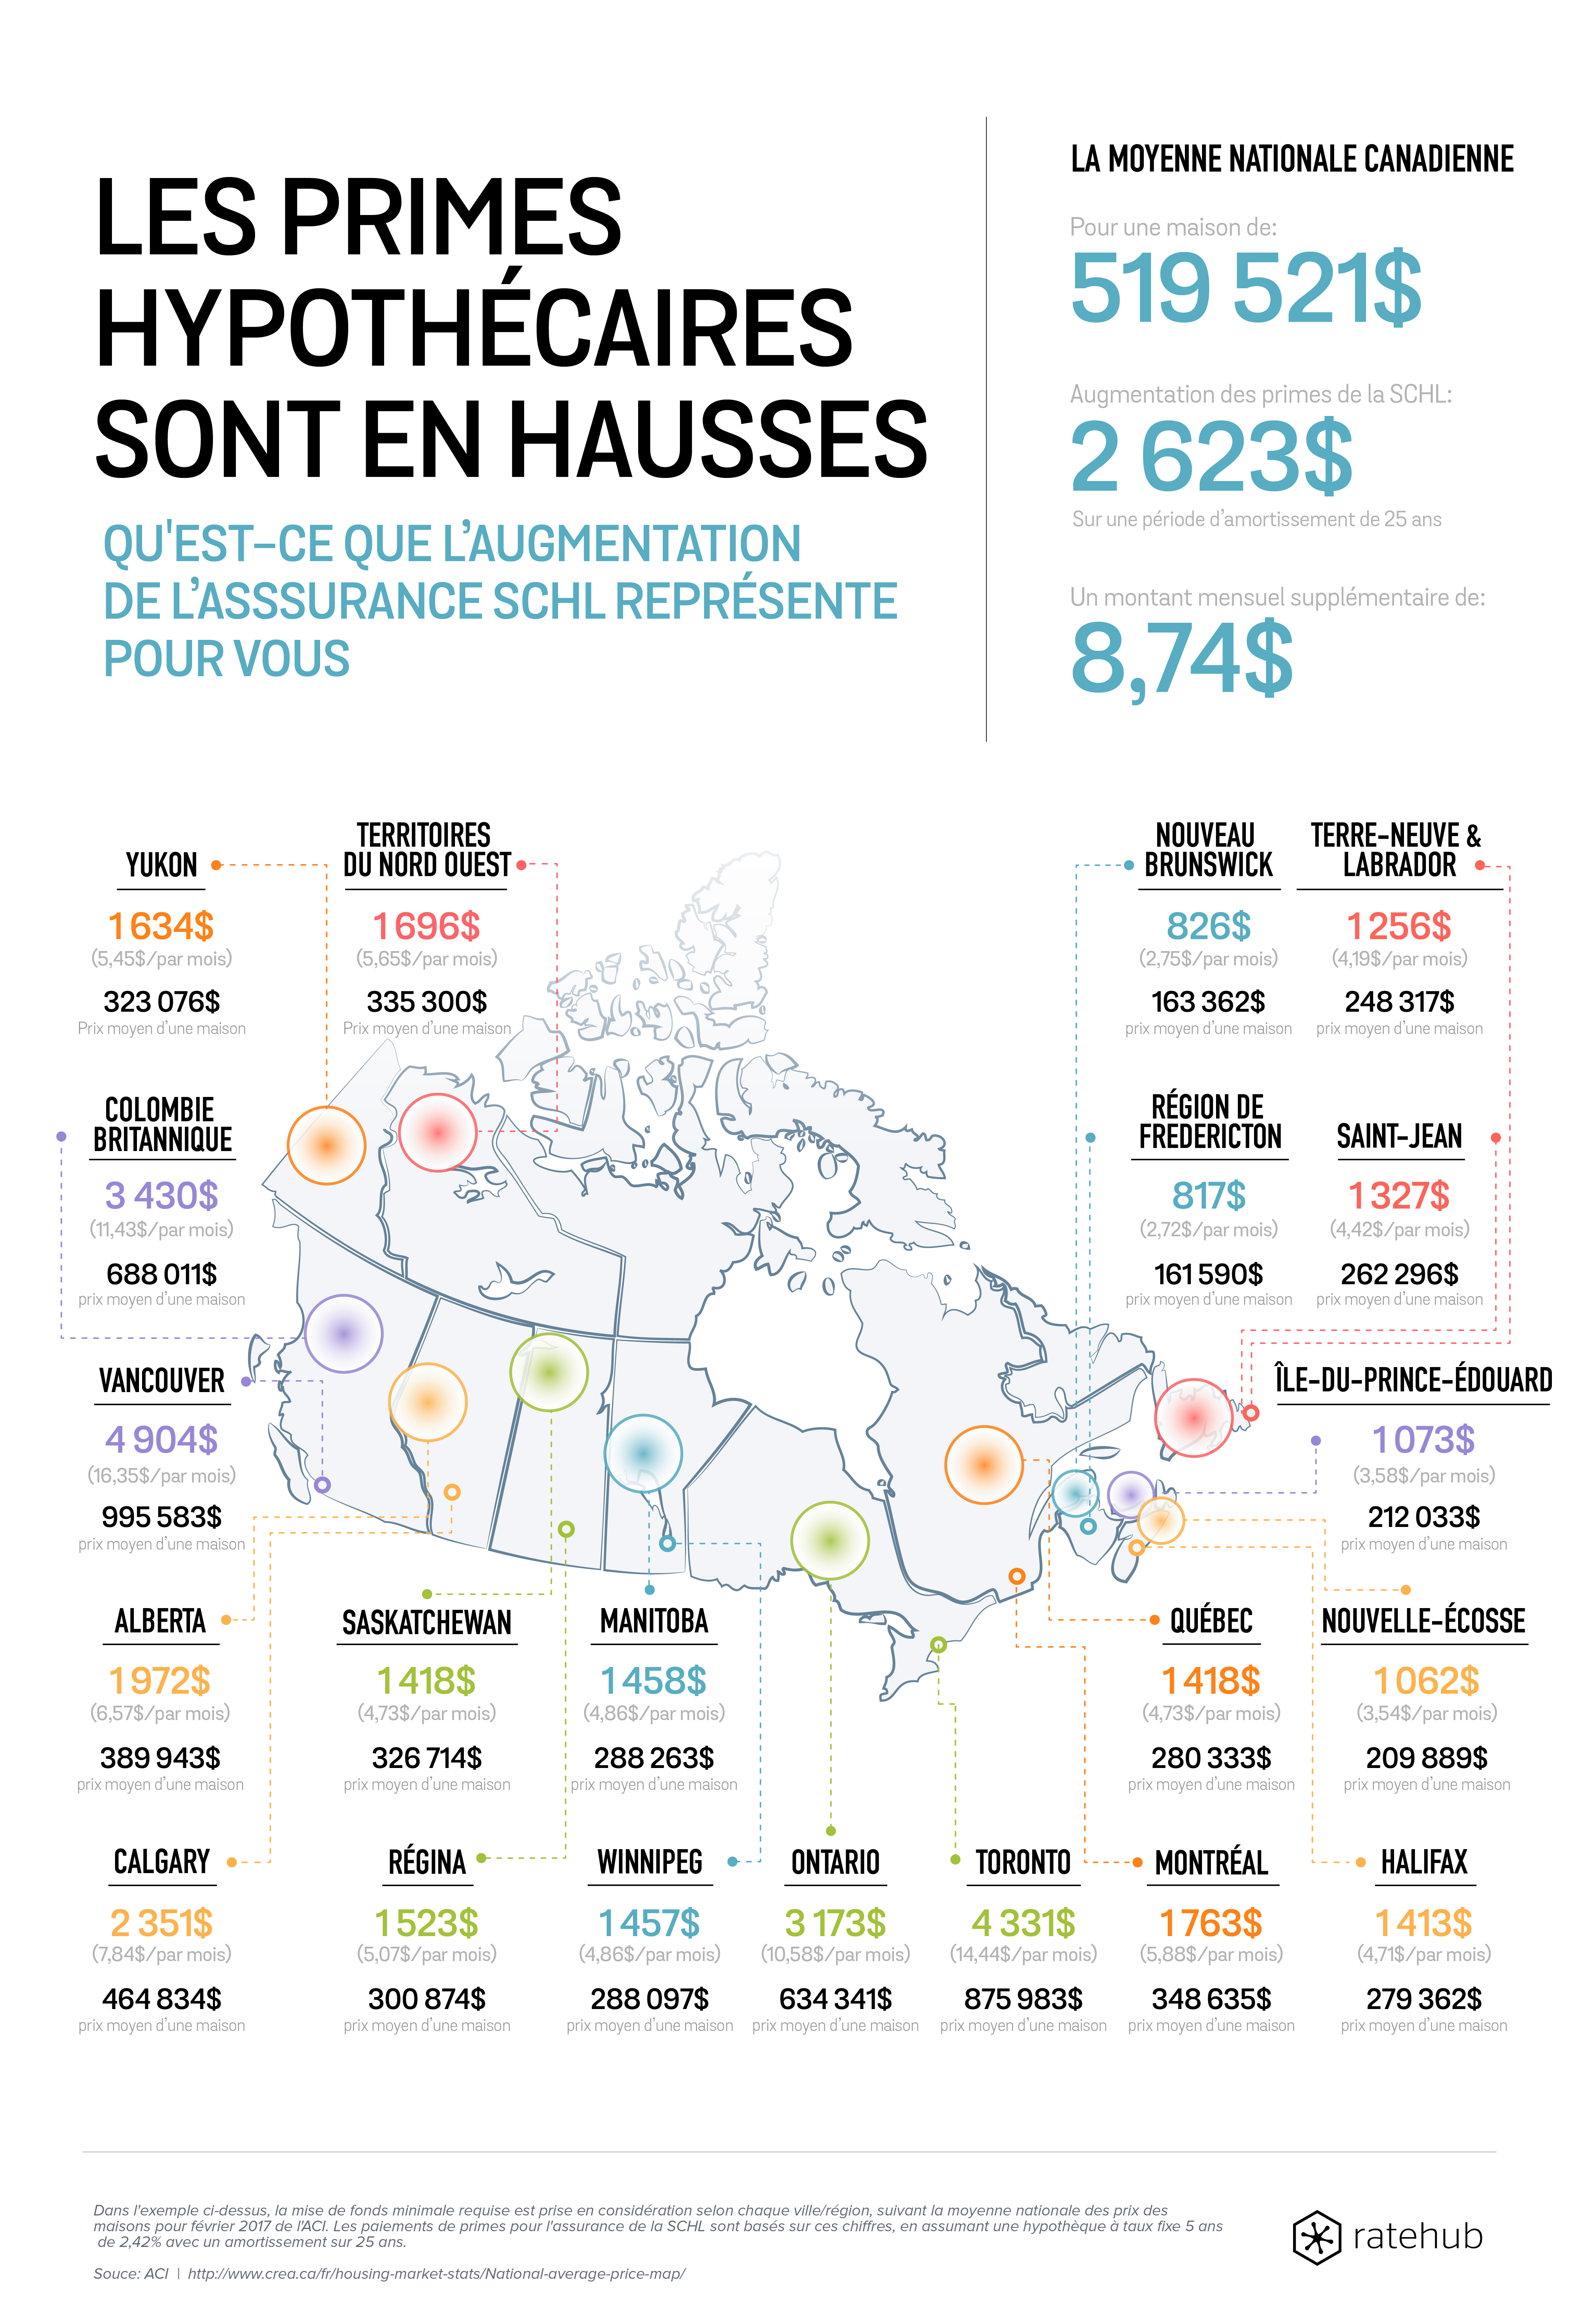 LES PRIMES
HYPOTHÉCAIRES
SONT EN HAUSSES
QU'EST-CE QUE L'AUGMENTATION
DE L'ASSSURANCE SCHL REPRÉSENTE
POUR VOUS
LA MOYENNE NATIONALE CANADIENNE
Pour une maison de:
519 521$
Augmentation des primes de la SCHL:
2 623$
Sur une période d'amortissement de 25 ans
Un montant mensuel supplémentaire de:
8,74$
YUKON
1 634$
(5,45$/par mois)
323 076$
Prix moyen d'une maison
TERRITOIRES
DU NORD OUEST
1 696$
(5,65$/par mois)
335 300$
Prix moyen d'une maison
NOUVEAU
BRUNSWICK
826$
(2,75$/par mois)
163 362$
prix moyen d'une maison
TERRE-NEUVE &
LABRADOR
1 256$
(4,19$/par mois)
248 317$
prix moyen d'une maison
COLOMBIE
BRITANNIQUE
3 430$
(11,43$/par mois)
688 011$
prix moyen d'une maison
RÉGION DE
FREDERICTON
817$
(2,72$/par mois)
161 590$
prix moyen d'une maison
SAINT-JEAN
1 327$
(4,42$/par mois)
262 296$
prix moyen d'une maison
VANCOUVER
4 904$
(16,35$/par mois)
995 583$
prix moyen d'une maison
ÎLE-DU-PRINCE-ÉDOUARD
1 073$
(3,58$/par mois)
212 033$
prix moyen d'une maison
ALBERTA
1 972$
(6,57$/par mois)
389 943$
prix moyen d'une maison
SASKATCHEWAN
1 418$
(4,73$/par mois)
326 714$
prix moyen d'une maison
MANITOBA
1 458$
(4,86$/par mois)
288 263$
prix moyen d'une maison
QUÉBEC
1 418$
(4,73$/par mois)
280 333$
prix moyen d'une maison
NOUVELLE-ÉCOSSE
1 062$
(3,54$/par mois)
209 889$
prix moyen d'une maison
CALGARY
2 351$
(7,84$/par mois)
464 834$
prix moyen d'une maison
RÉGINA
1 523$
(5,07$/par mois)
300 874$
prix moyen d'une maison
WINNIPEG
1 457$
(4,86$/par mois)
288 097$
prix moyen d'une maison
ONTARIO
3 173$
(10,58$/par mois)
634 341$
prix moyen d'une maison
TORONTO
4 331$
(14,44$/par mois)
875 983$
prix moyen d'une maison
MONTRÉAL
1 763$
(5,88$/par mois)
348 635$
prix moyen d'une maison
HALIFAX
1 413$
(4,71$/par mois)
279 362$
prix moyen d'une maison
Dans l'exemple ci-dessus, la mise de fonds minimale requise est prise en considération selon chaque ville/région, suivant la moyenne nationale des prix des
maisons pour février 2017 de l'ACI. Les paiements de primes pour l'assurance de la SCHL sont basés sur ces chiffres, en assumant une hypothèque à taux fixe 5 ans
de 2,42% avec un amortissement sur 25 ans.
Souce: ACI | http://www.crea.ca/fr/housing-market-stats/National-average-price-map/
ratehub